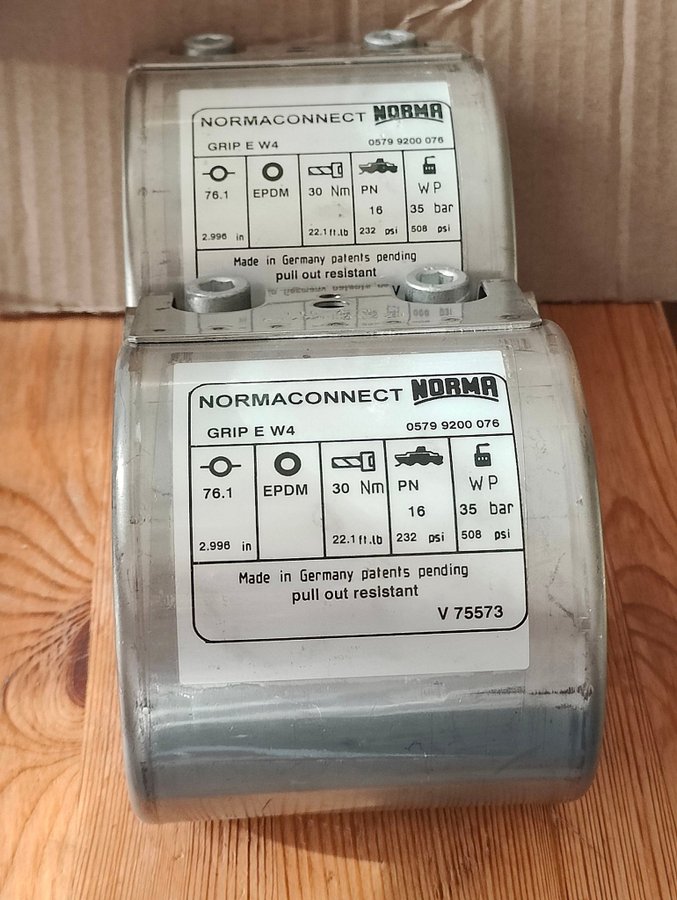 NORMACONNECT NORMA
GRIP E W4 0579 9200 076
76.1 EPDM 30 Nm PN WP
16 35 bar
2.996 in 22.1 ft.lb 232 psi 508 psi
Made in Germany patents pending
pull out resistant
V
NORMACONNECT NORMA
GRIP E W4 0579 9200 076
76.1 EPDM 30 Nm PN WP
16 35 bar
2.996 in 22.1 ft.lb 232 psi 508 psi
Made in Germany patents pending
pull out resistant
V 75573